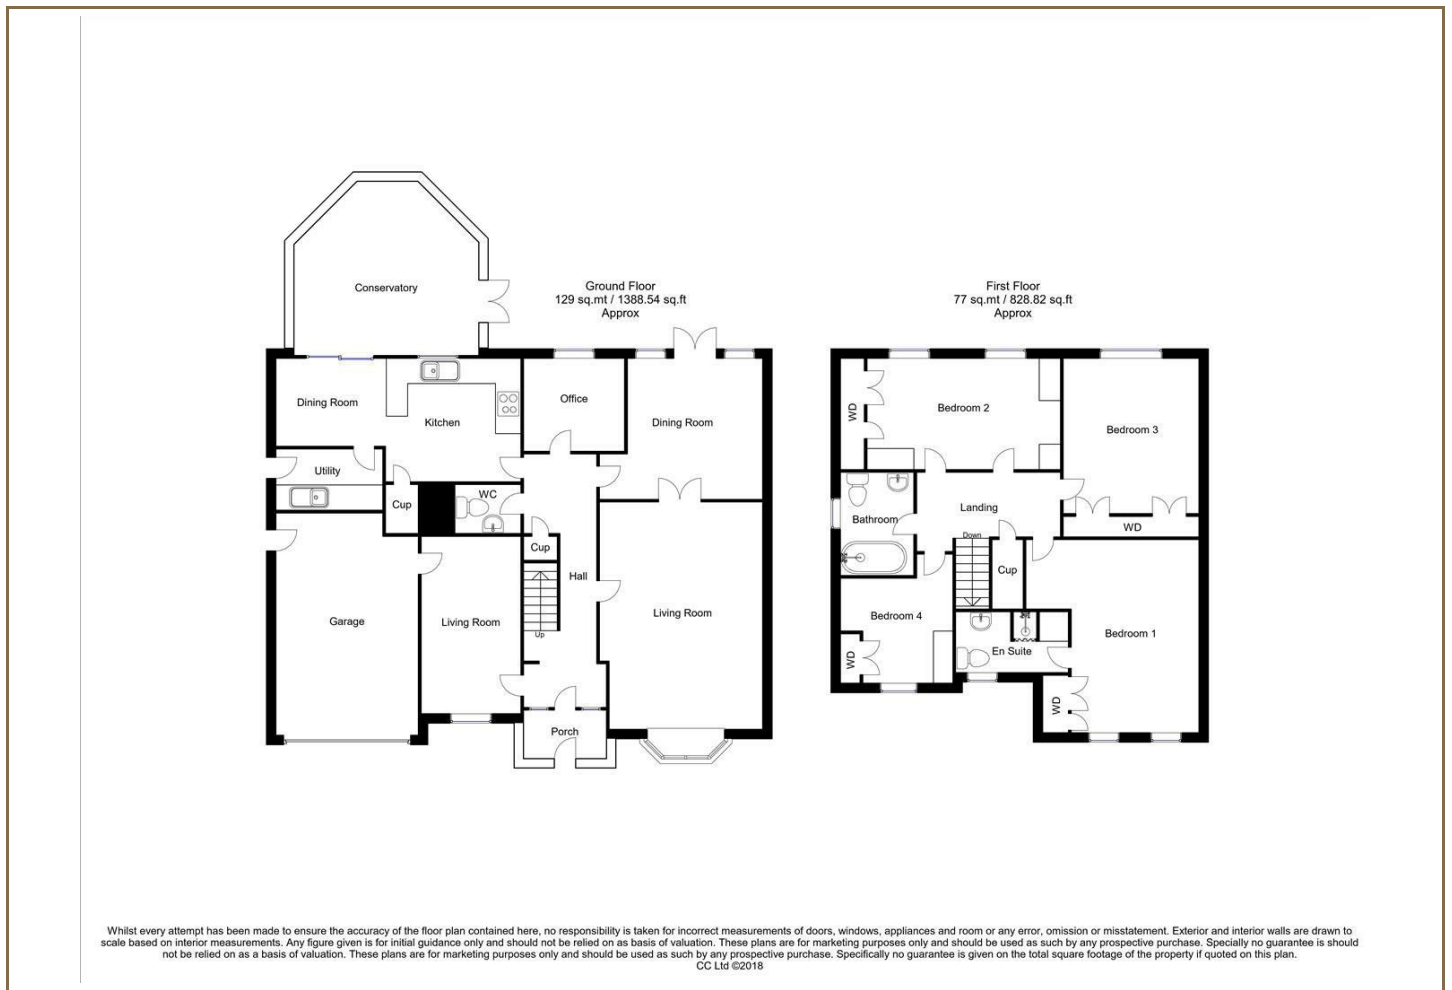 Ground Floor
129 sq.mt / 1388.54 sq.ft
Approx
First Floor
77 sq.mt / 828.82 sq.ft
Approx
Conservatory
Dining Room
Kitchen
Office
Dining Room
Utility
Cup
WC
Cup
Hall
Up
Garage
Living Room
Living Room
Porch
WD
Bedroom 2
Bedroom 3
Bathroom
Landing
WD
Down
Cup
Bedroom 4
WD
En Suite
Bedroom 1
WD
Whilst every attempt has been made to ensure the accuracy of the floor plan contained here, no responsibility is taken for incorrect measurements of doors, windows, appliances and room or any error, omission or misstatement. Exterior and interior walls are drawn to
scale based on interior measurements. Any figure given is for initial guidance only and should not be relied on as basis of valuation. These plans are for marketing purposes only and should be used as such by any prospective purchase. Specially no guarantee is should
not be relied on as a basis of valuation. These plans are for marketing purposes only and should be used as such by any prospective purchase. Specifically no guarantee is given on the total square footage of the property if quoted on this plan.
CC Ltd ©2018